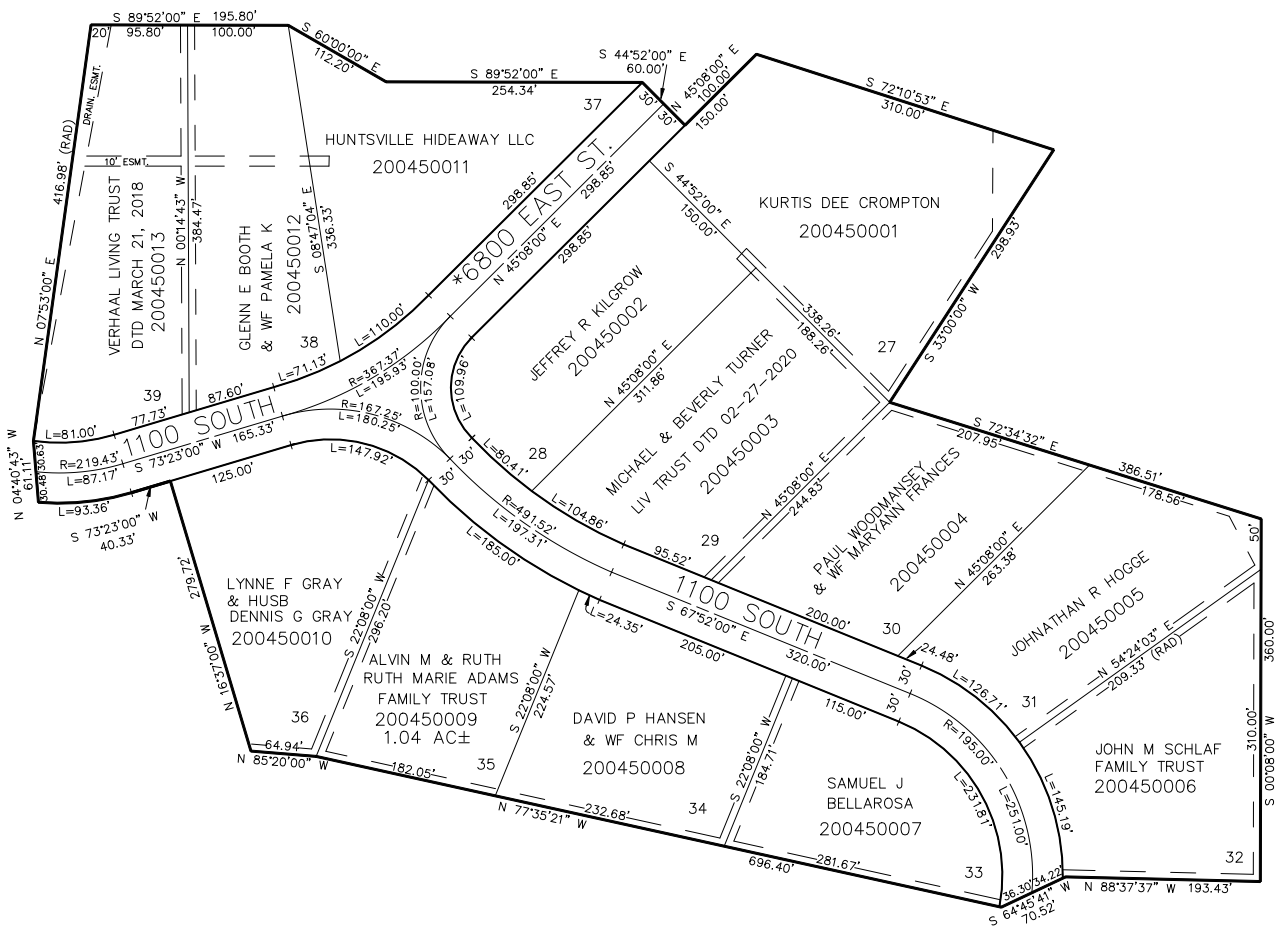 S 89°52'00" E 195.80'
20' 95.80' 100.00'
S 60°00'00" E
112.20'
S 89°52'00" E
254.34'
S 44°52'00" E
60.00'
N 45°08'00" E
100.00'
150.00'
S 72°10'53" E
310.00'
37
30' 30'
DRAIN. ESMT.
HUNTSVILLE HIDEAWAY LLC
200450011
10' ESMT.
416.98' (RAD)
N 07°53'00" E
VERHAAL LIVING TRUST
DTD MARCH 21, 2018
200450013
39
N 00°14'43" W
384.47'
GLENN E BOOTH
& WF PAMELA K
200450012
38
S 08°47'04" E
336.33'
298.85'
*6800 EAST ST.
298.85'
N 45°08'00" E
298.85'
S 44°52'00" E
150.00'
KURTIS DEE CROMPTON
200450001
298.93'
S 33°00'00" W
27
338.26'
188.26'
JEFFREY R KILGROW
200450002
28
N 45°08'00" E
311.86'
MICHAEL & BEVERLY TURNER
LIV TRUST DTD 02-27-2020
200450003
29
N 45°08'00" E
244.83'
L=110.00'
L=71.13'
R=367.37'
L=195.93'
R=100.00'
L=157.08'
L=109.96'
87.60'
77.73'
L=81.00'
1100 SOUTH
R=219.43'
L=87.17'
S 73°23'00" W 165.33'
R=167.25'
L=180.25'
N 04°40'43" W
61.11'
30.48' 30.63'
L=93.36'
S 73°23'00" W
40.33'
125.00'
L=147.92'
30' 30'
L=80.41'
L=104.86'
R=491.52'
L=197.31'
L=185.00'
95.52'
S 72°34'32" E
207.95'
386.51'
178.56'
50'
PAUL WOODMANSEY
& WF MARYANN FRANCES
200450004
30
N 45°08'00" E
263.38'
JOHNATHAN R HOGGE
200450005
31
N 54°24'03" E
209.33' (RAD)
360.00'
310.00'
S 00°08'00" W
1100 SOUTH
S 67°52'00" E
200.00'
320.00'
24.48'
30' 30'
L=126.71'
279.72'
N 16°37'00" W
LYNNE F GRAY
& HUSB
DENNIS G GRAY
200450010
36
64.94'
N 85°20'00" W
S 22°08'00" W
296.20'
ALVIN M & RUTH
RUTH MARIE ADAMS
FAMILY TRUST
200450009
1.04 AC±
35
182.05'
L=24.35'
S 22°08'00" W
224.57'
205.00'
DAVID P HANSEN
& WF CHRIS M
200450008
34
N 77°35'21" W
232.68'
S 22°08'00" W
184.71'
115.00'
SAMUEL J
BELLAROSA
200450007
33
696.40'
281.67'
R=195.00'
L=231.81'
L=251.00'
L=145.19'
JOHN M SCHLAF
FAMILY TRUST
200450006
32
36.30' 34.22'
S 64°45'41" W
70.52'
N 88°37'37" W 193.43'